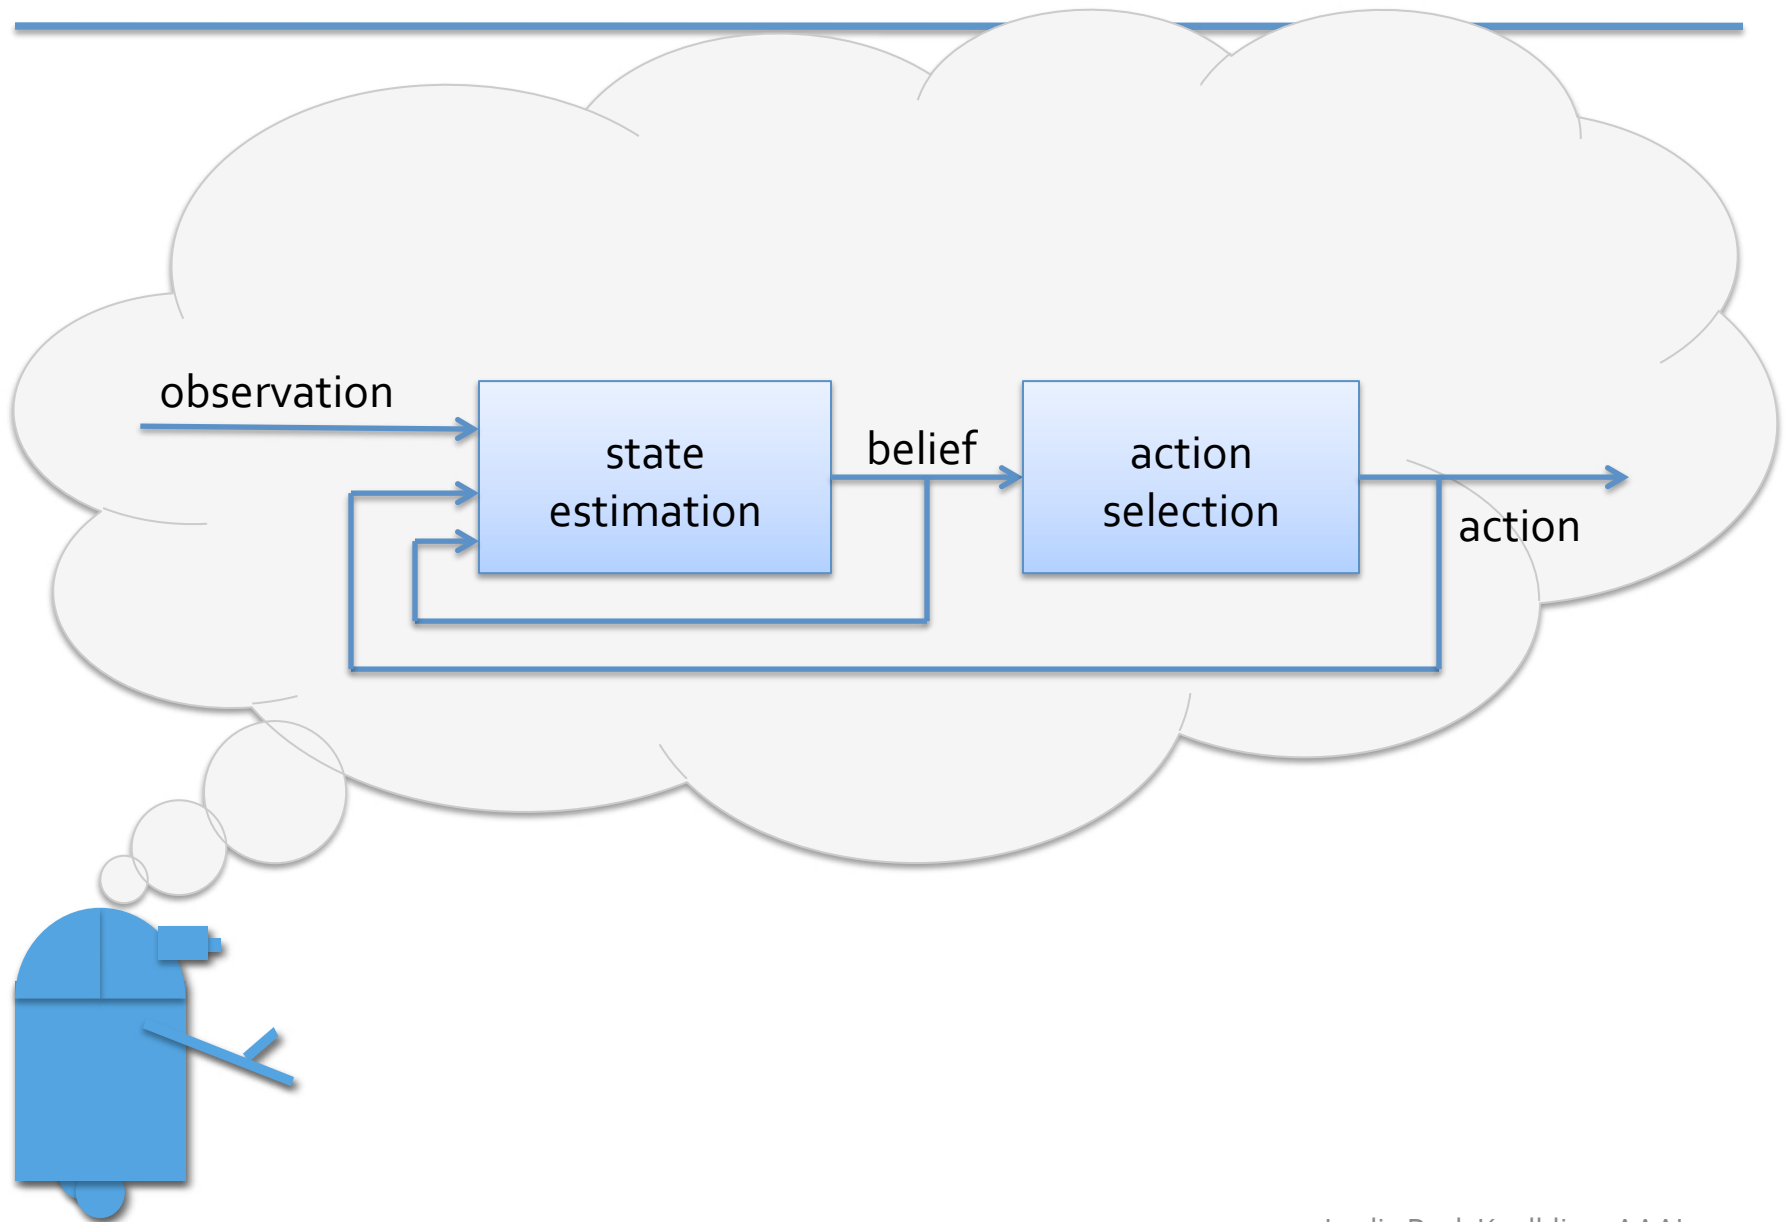 observation
state
estimation
belief
action
selection
action